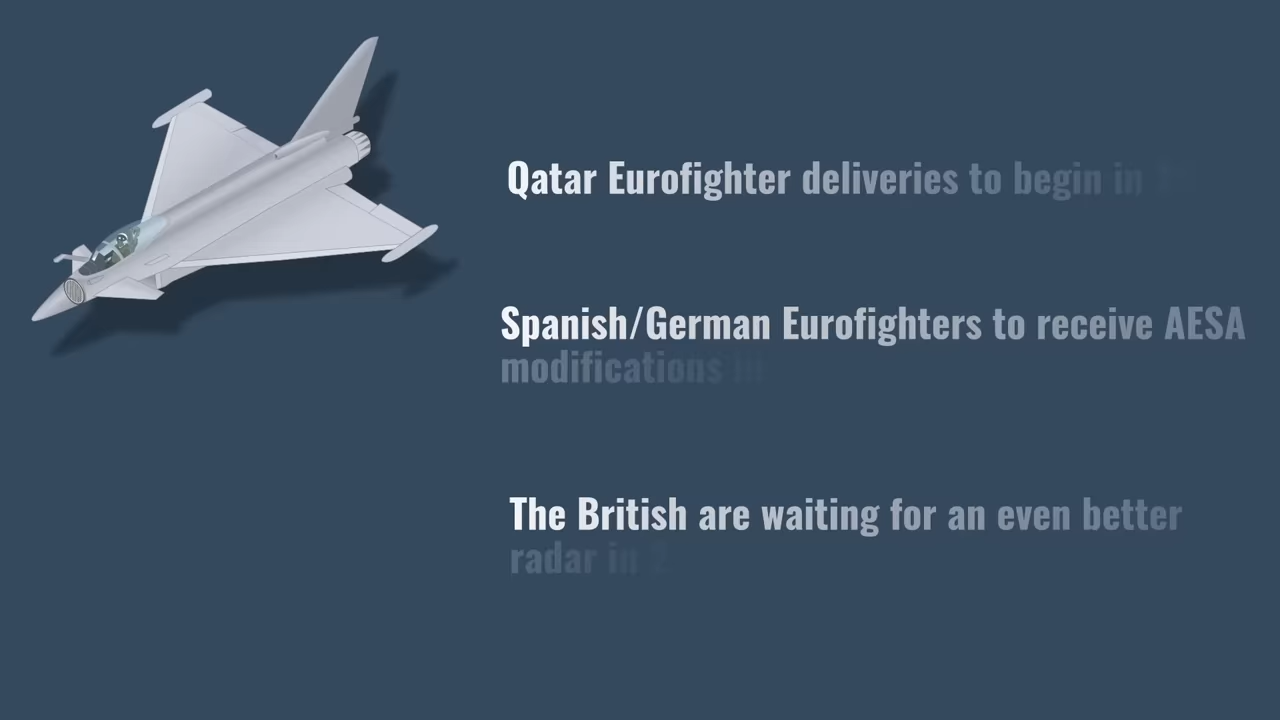 Qatar Eurofighter deliveries to begin in
Spanish/German Eurofighters to receive AESA
modifications in
The British are waiting for an even better
radar in